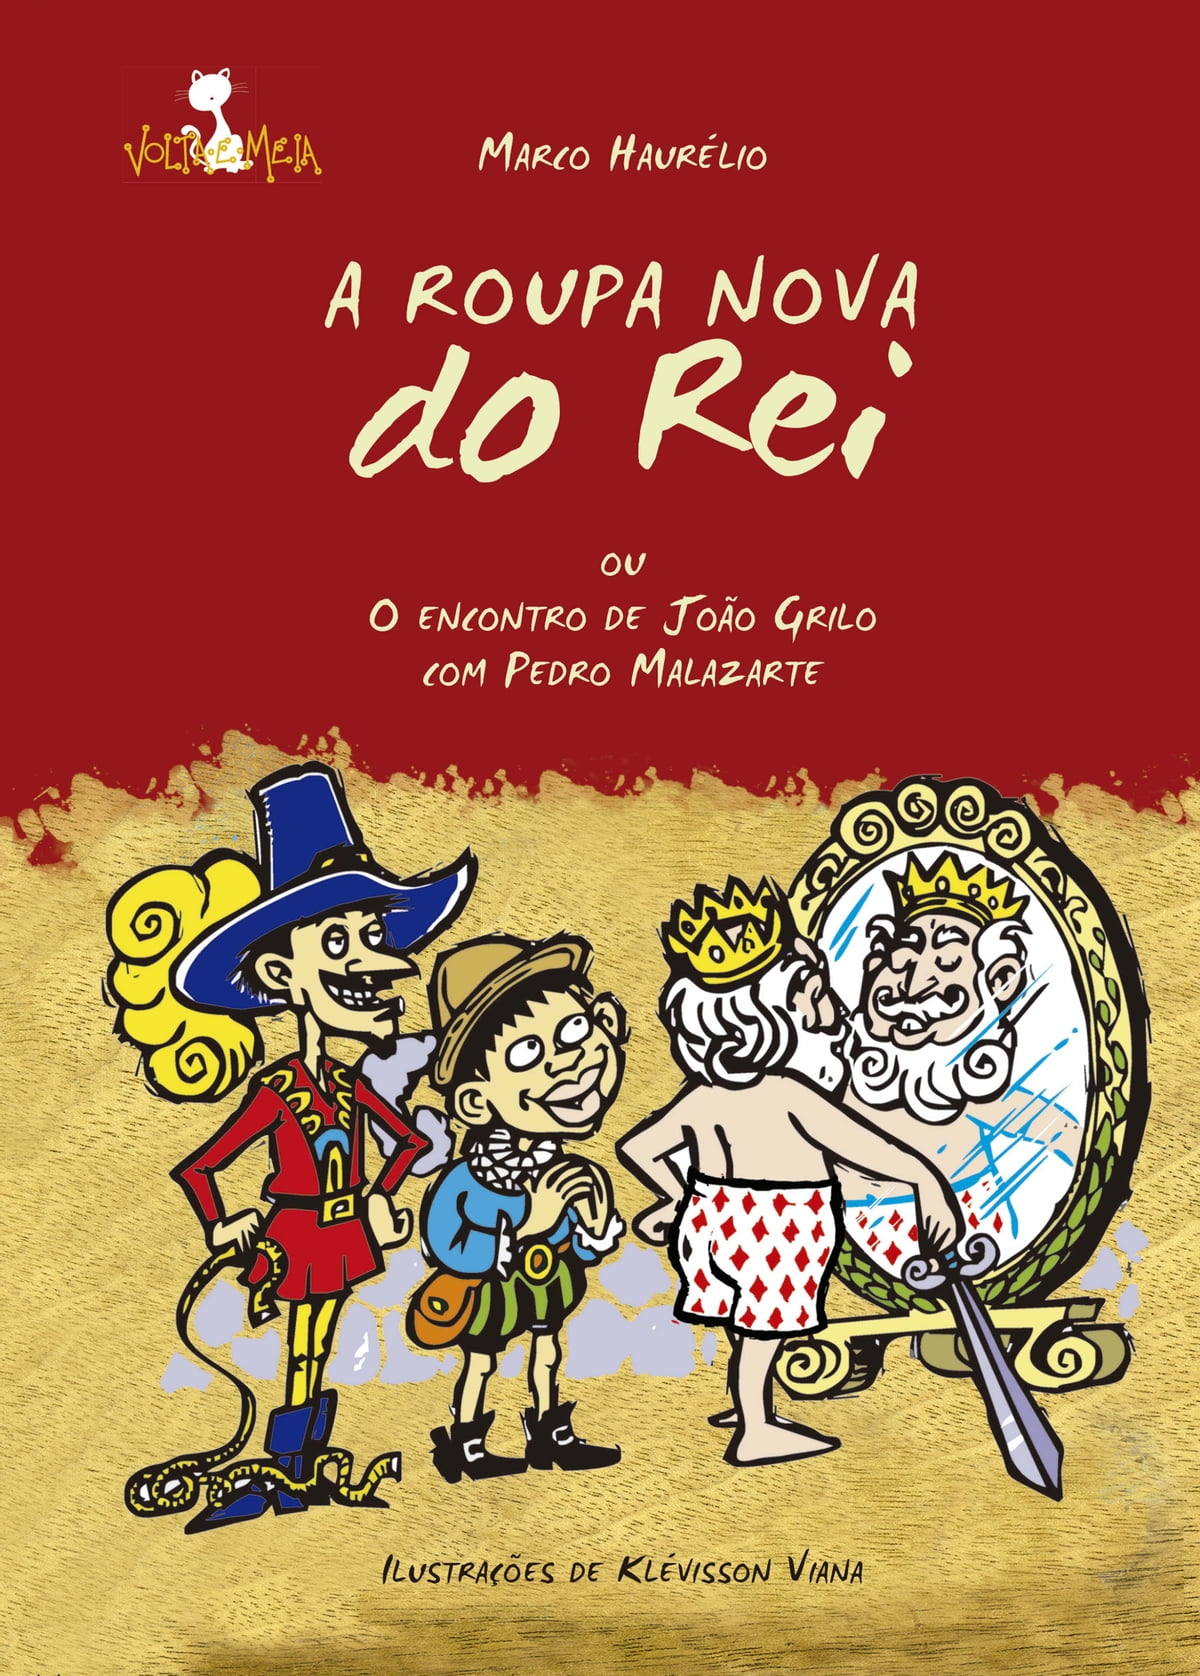 VOLTA E MEIA
MARCO HAURÉLIO
A ROUPA NOVA
do Rei
ou
O ENCONTRO DE JOÃO GRILO
COM PEDRO MALAZARTE
ILUSTRAÇÕES DE KLÉVISSON VIANA